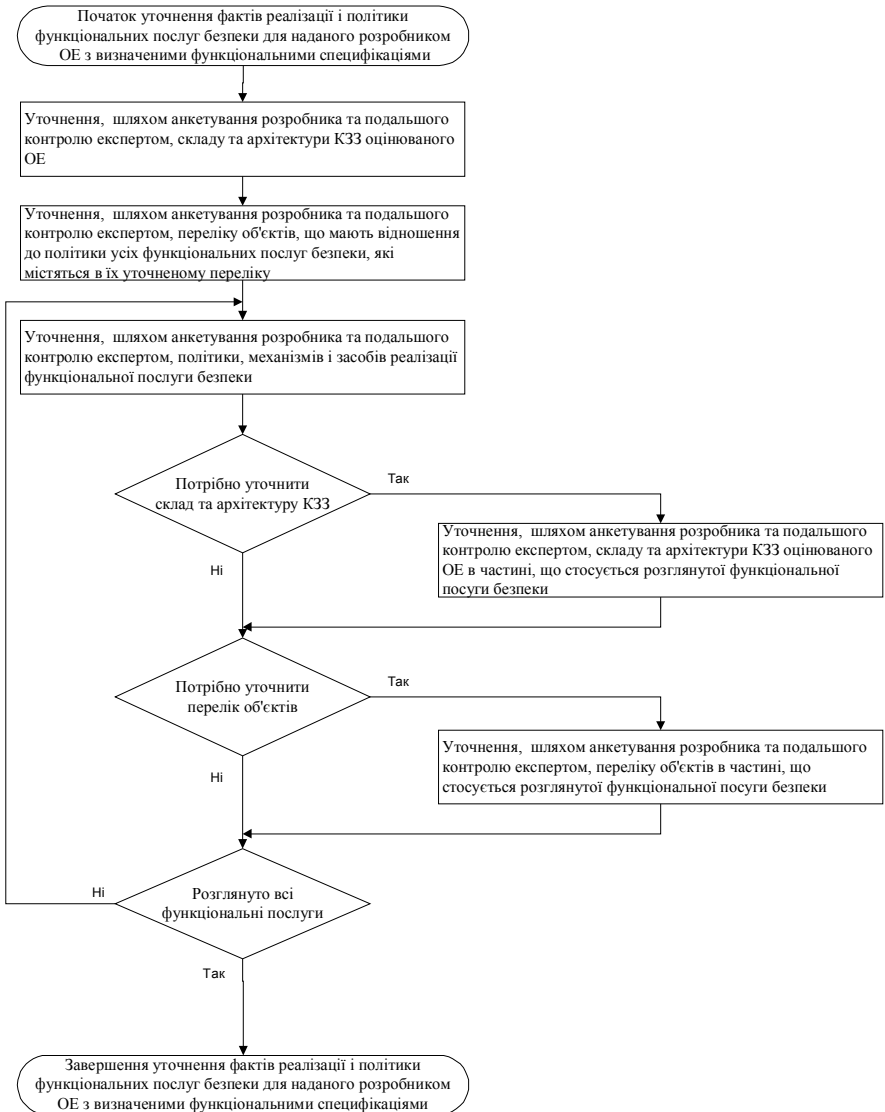 Початок уточнення фактів реалізації і політики
функціональних послуг безпеки для наданого розробником
ОЕ з визначеними функціональними специфікаціями
Уточнення, шляхом анкетування розробника та подальшого
контролю експертом, складу та архітектури КЗЗ оцінюваного
ОЕ
Уточнення, шляхом анкетування розробника та подальшого
контролю експертом, переліку об'єктів, що мають відношення
до політики усіх функціональних послуг безпеки, які
містяться в їх уточненому переліку
Уточнення, шляхом анкетування розробника та подальшого
контролю експертом, політики, механізмів і засобів реалізації
функціональної послуги безпеки
Потрібно уточнити
склад та архітектуру КЗЗ
Так
Уточнення, шляхом анкетування розробника та подальшого
контролю експертом, складу та архітектури КЗЗ оцінюваного
ОЕ в частині, що стосується розглянутої функціональної
посуги безпеки
Ні
Потрібно уточнити
перелік об'єктів
Так
Уточнення, шляхом анкетування розробника та подальшого
контролю експертом, переліку об'єктів в частині, що
стосується розглянутої функціональної посуги безпеки
Ні
Розглянуто всі
функціональні послуги
Ні
Так
Завершення уточнення фактів реалізації і політики
функціональних послуг безпеки для наданого розробником
ОЕ з визначеними функціональними специфікаціями